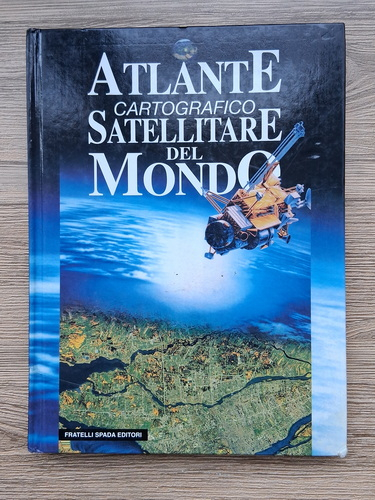 ATLANTE
CARTOGRAFICO
SATELLITARE
DEL
MONDO
FRATELLI SPADA EDITORI